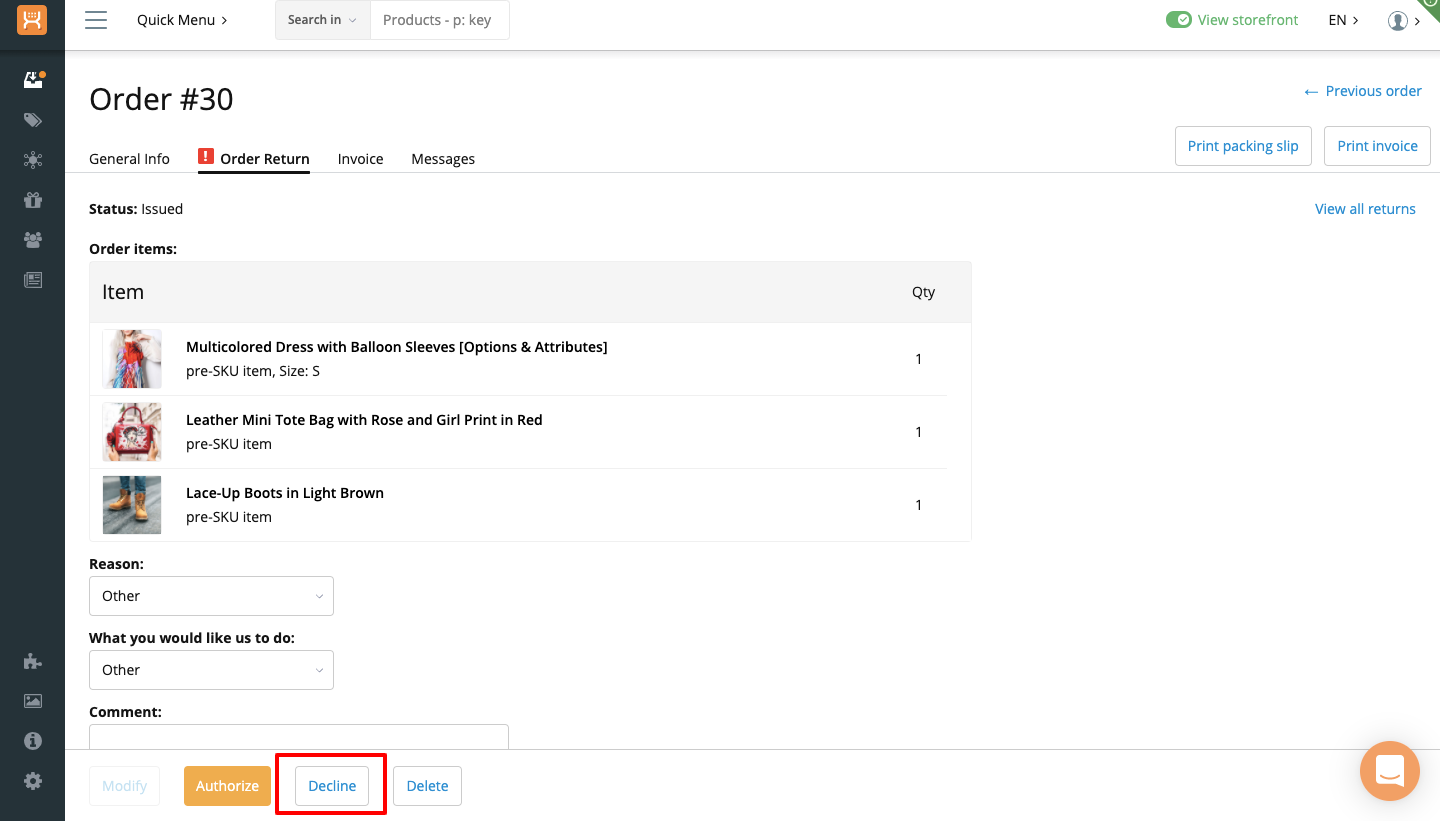 Quick Menu
Search in
Products - p: key
View storefront
EN
Order #30
← Previous order
General Info
! Order Return
Invoice
Messages
Print packing slip
Print invoice
Status: Issued
View all returns
Order items:
Item
Qty
Multicolored Dress with Balloon Sleeves [Options & Attributes]
pre-SKU item, Size: S
1
Leather Mini Tote Bag with Rose and Girl Print in Red
pre-SKU item
1
Lace-Up Boots in Light Brown
pre-SKU item
1
Reason:
Other
What you would like us to do:
Other
Comment:
Modify
Authorize
Decline
Delete